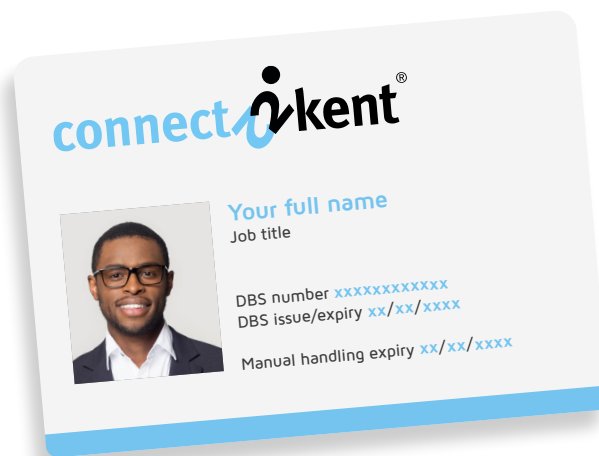 connect2kent®
Your full name
Job title
DBS number xxxxxxxxxxxx
DBS issue/expiry xx/xx/xxxx
Manual handling expiry xx/xx/xxxx